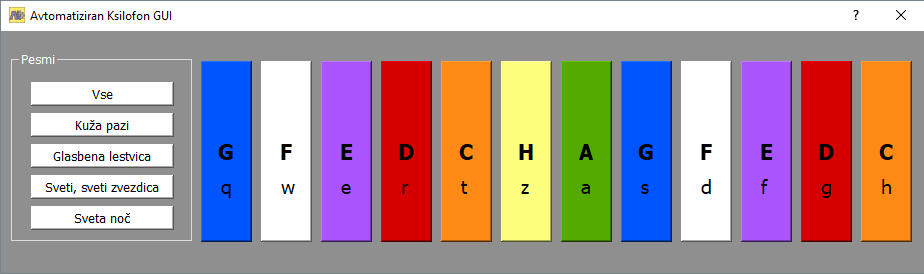 Avtomatiziran Ksilofon GUI ?
Pesmi
Vse
Kuža pazi
Glasbena lestvica
Sveti, sveti zvezdica
Sveta noč
G F E D C H A G F E D C
q w e r t z a s d f g h